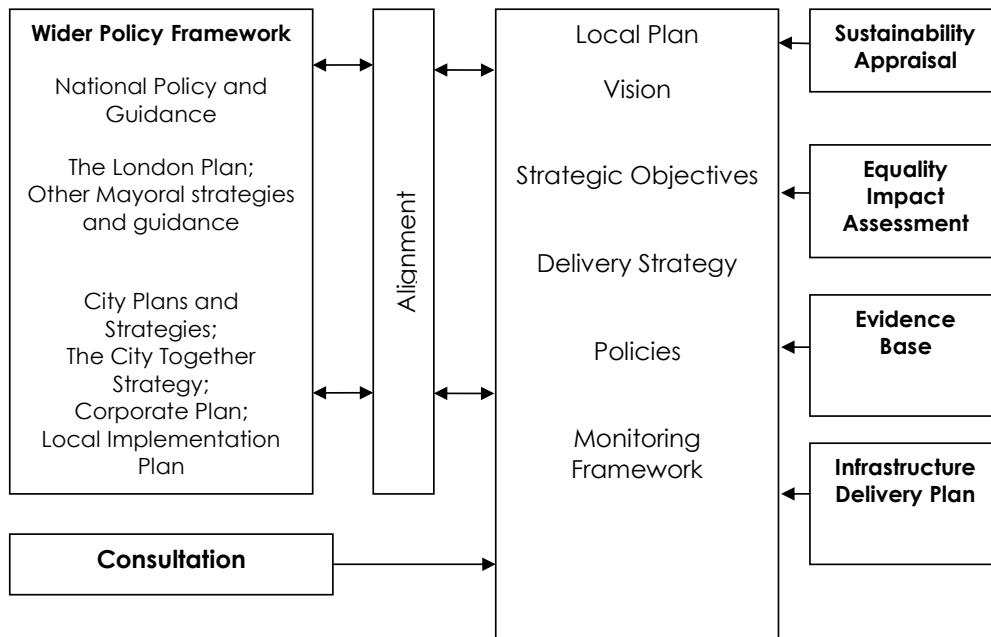 Wider Policy Framework
National Policy and
Guidance
The London Plan;
Other Mayoral strategies
and guidance
City Plans and
Strategies;
The City Together
Strategy;
Corporate Plan;
Local Implementation
Plan
Alignment
Local Plan
Vision
Strategic Objectives
Delivery Strategy
Policies
Monitoring
Framework
Sustainability
Appraisal
Equality
Impact
Assessment
Evidence
Base
Infrastructure
Delivery Plan
Consultation